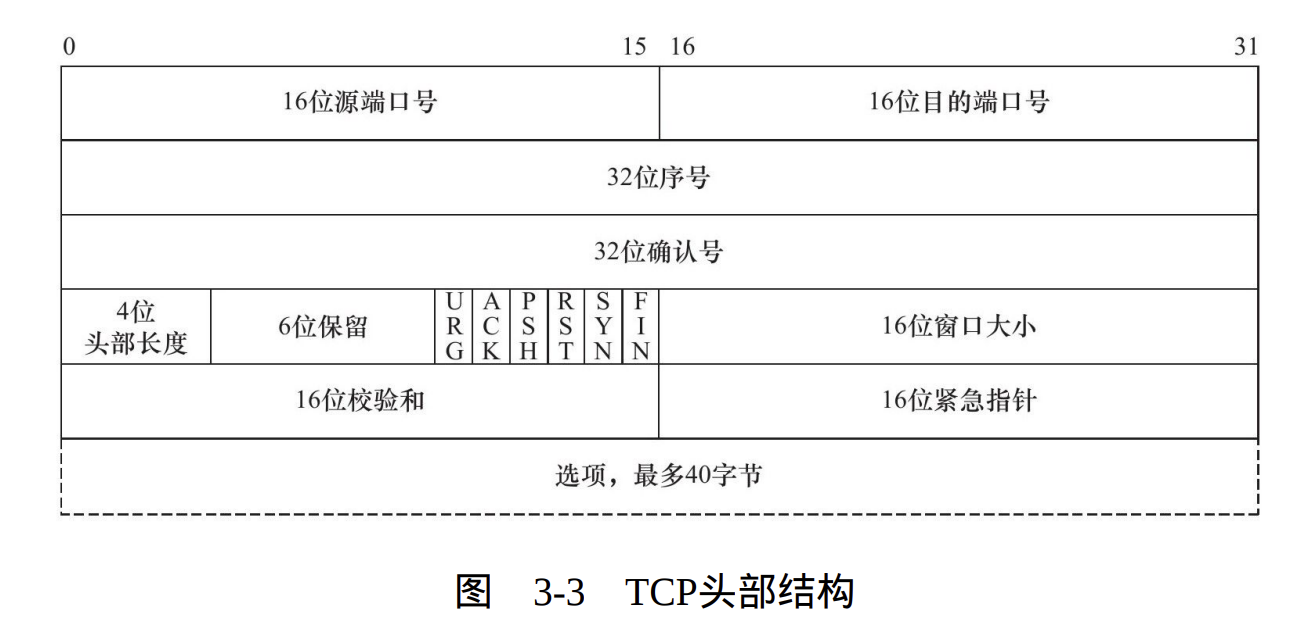 0 15 16 31
16位源端口号 16位目的端口号
32位序号
32位确认号
4位
头部长度
6位保留
URG
ACK
PSH
RST
SYN
FIN
16位窗口大小
16位校验和 16位紧急指针
选项，最多40字节
图 3-3 TCP头部结构